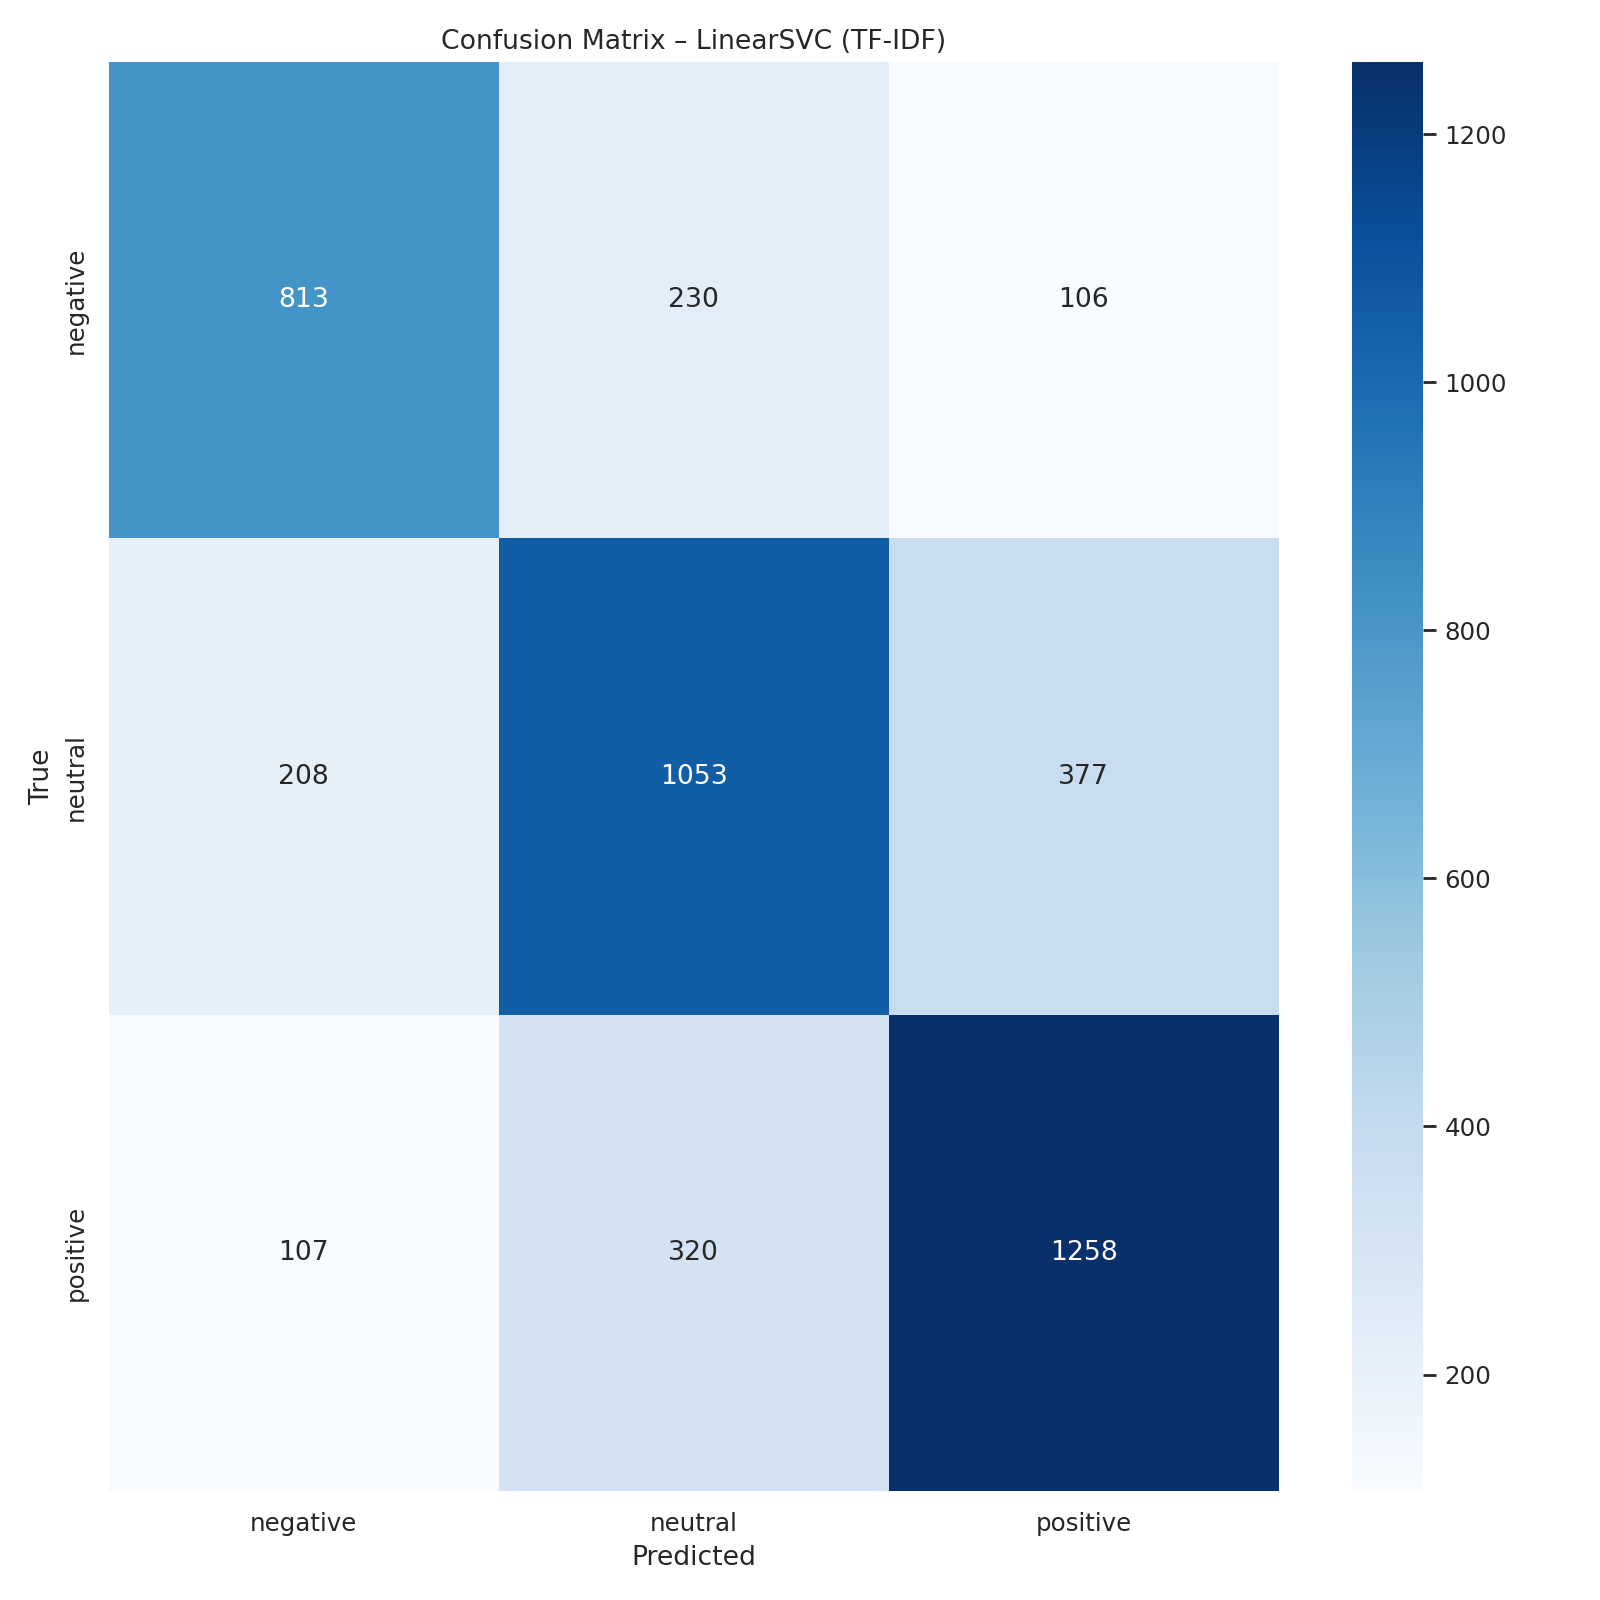 Confusion Matrix – LinearSVC (TF-IDF)
True
negative
neutral
positive
813 230 106
208 1053 377
107 320 1258
negative neutral positive
Predicted
1200
1000
800
600
400
200